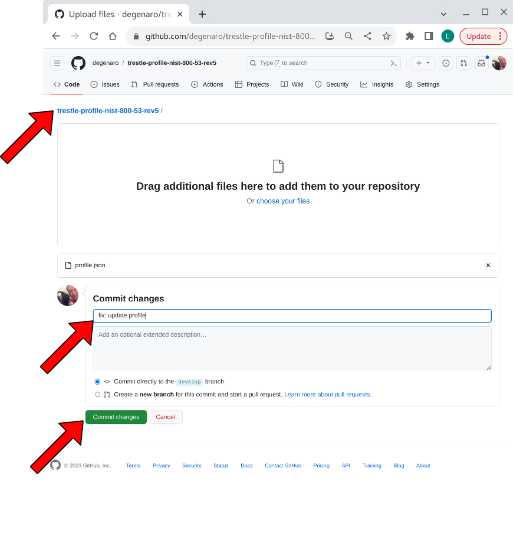 Upload files · degenaro/tre
Update
github.com/degenaro/trestle-profile-nist-800...
L
degenaro / trestle-profile-nist-800-53-rev5
Type / to search
Code
Issues
Pull requests
Actions
Projects
Wiki
Security
Insights
Settings
trestle-profile-nist-800-53-rev5 /
Drag additional files here to add them to your repository
Or choose your files
profile.json
Commit changes
fix: update profile
Add an optional extended description...
Commit directly to the develop branch.
Create a new branch for this commit and start a pull request. Learn more about pull requests.
Commit changes
Cancel
© 2023 GitHub, Inc.
Terms
Privacy
Security
Status
Docs
Contact GitHub
Pricing
API
Training
Blog
About